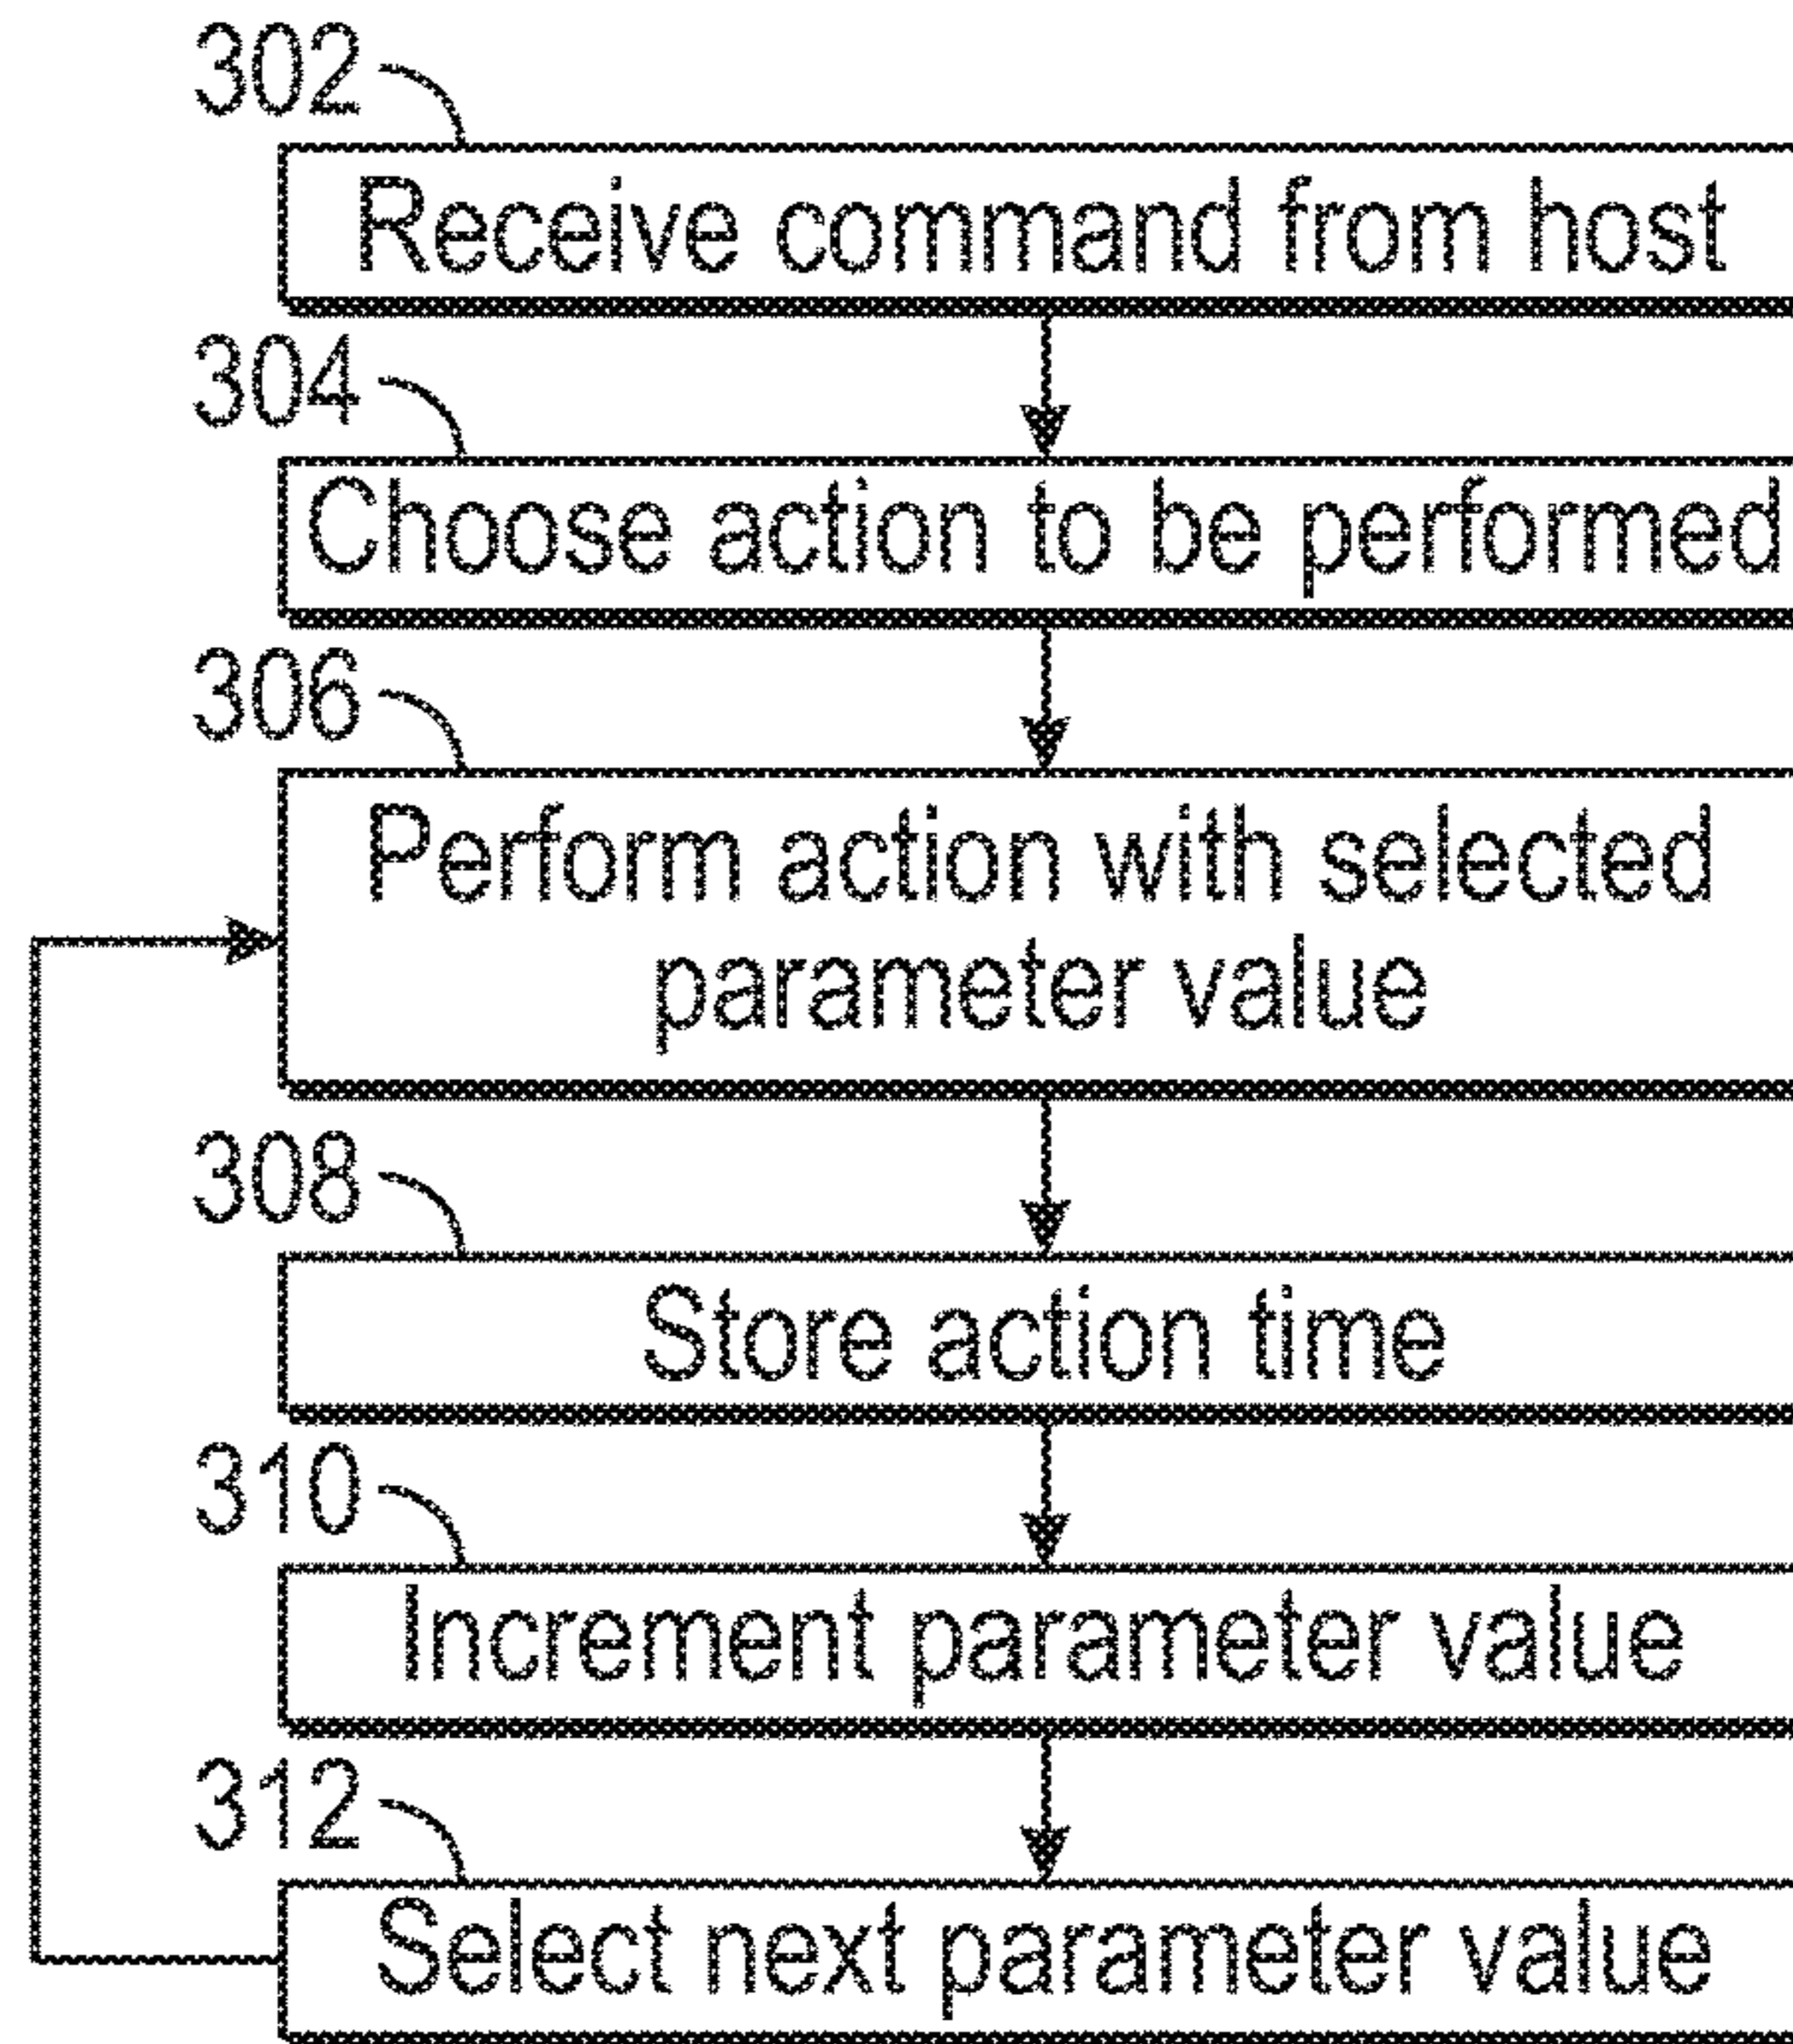 302
Receive command from host
304
Choose action to be performed
306
Perform action with selected
parameter value
308
Store action time
310
Increment parameter value
312
Select next parameter value